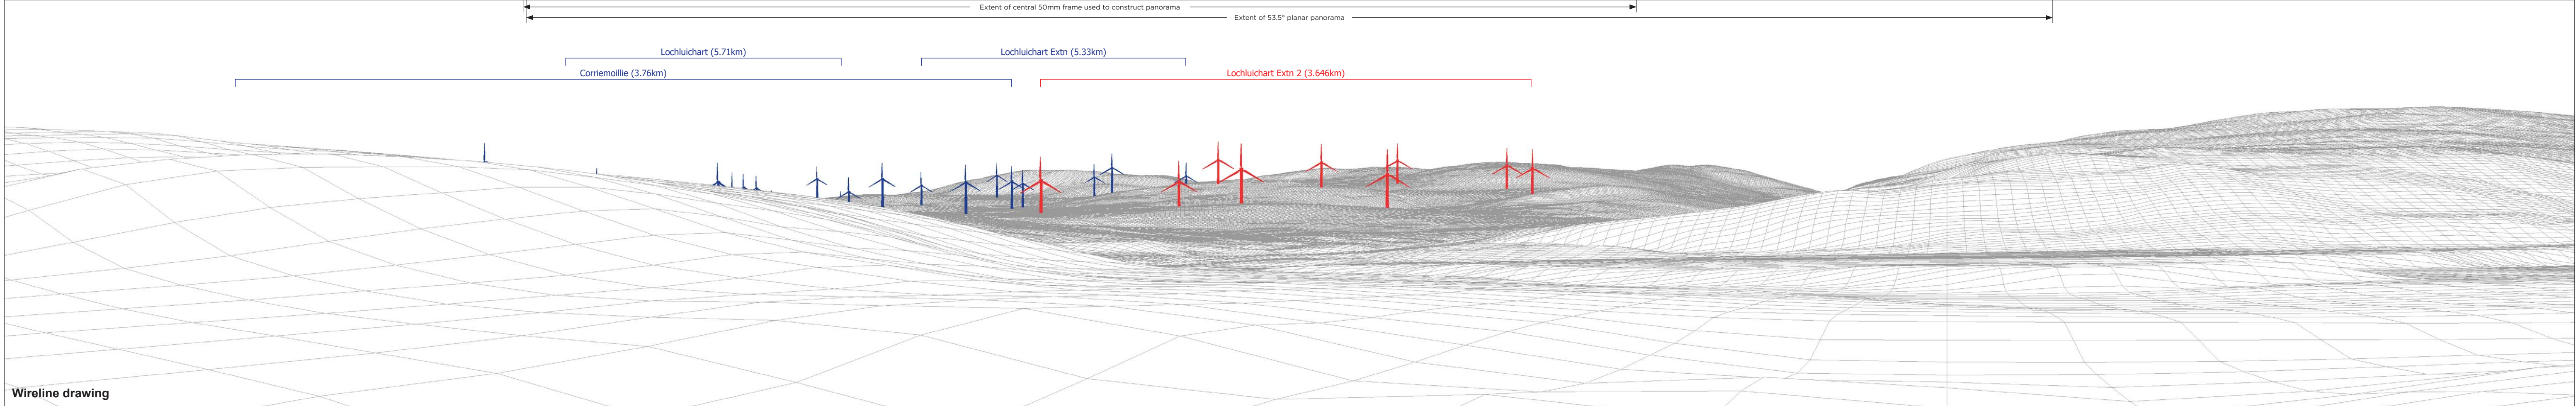 Extent of central 50mm frame used to construct panorama
Extent of 53.5° planar panorama
Lochluichart (5.71km)
Lochluichart Extn (5.33km)
Corriemoillie (3.76km)
Lochluichart Extn 2 (3.646km)
Wireline drawing